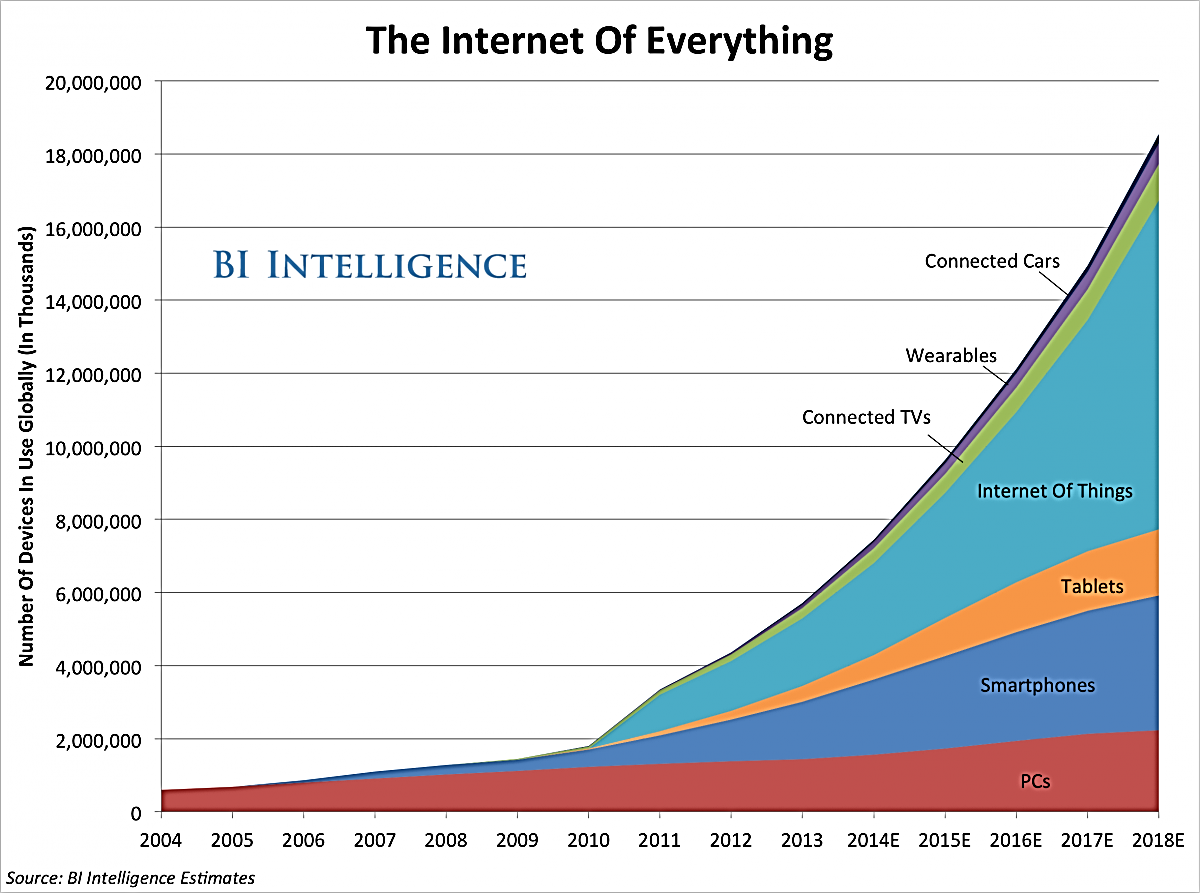 The Internet Of Everything
20,000,000
18,000,000
16,000,000
14,000,000
12,000,000
10,000,000
8,000,000
6,000,000
4,000,000
2,000,000
0
Number Of Devices In Use Globally (In Thousands)
BI INTELLIGENCE
Connected Cars
Wearables
Connected TVs
Internet Of Things
Tablets
Smartphones
PCs
2004 2005 2006 2007 2008 2009 2010 2011 2012 2013 2014E 2015E 2016E 2017E 2018E
Source: BI Intelligence Estimates